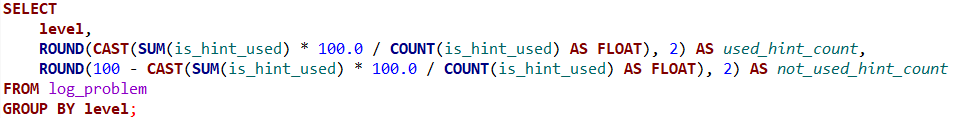 SELECT
    level,
    ROUND(CAST(SUM(is_hint_used) * 100.0 / COUNT(is_hint_used) AS FLOAT), 2) AS used_hint_count,
    ROUND(100 - CAST(SUM(is_hint_used) * 100.0 / COUNT(is_hint_used) AS FLOAT), 2) AS not_used_hint_count
FROM log_problem
GROUP BY level;